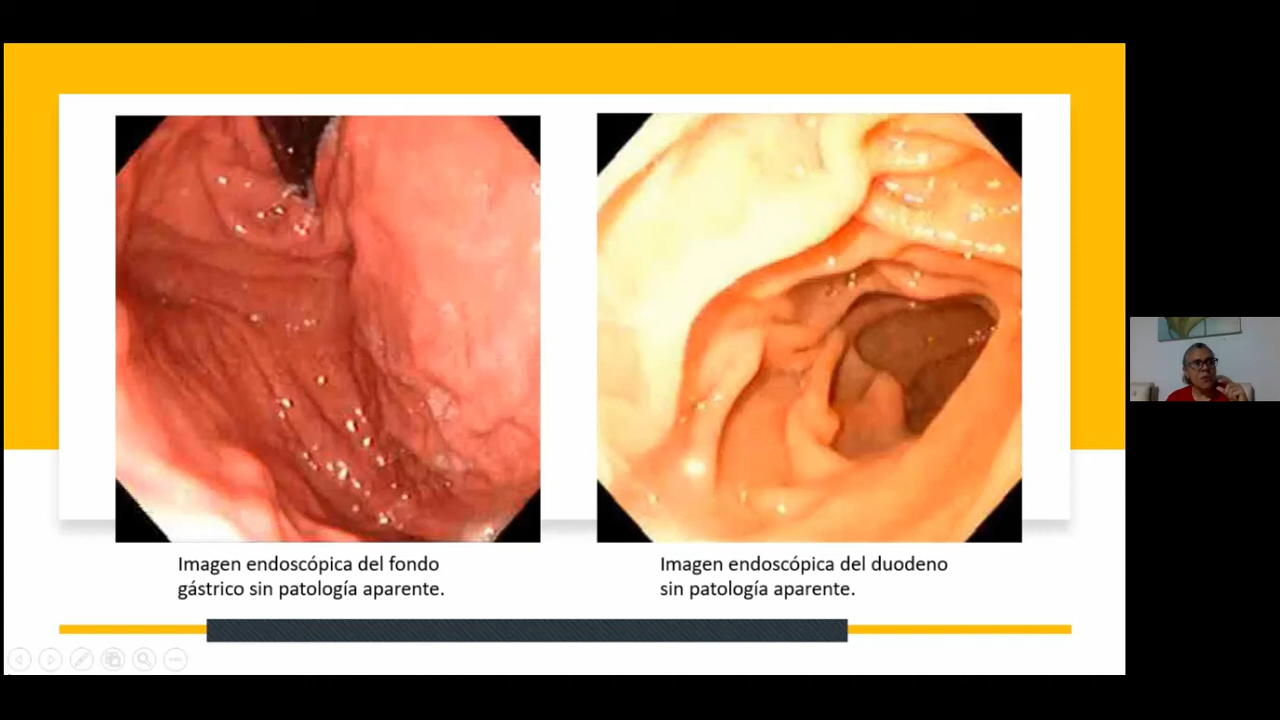 Imagen endoscópica del fondo
gástrico sin patología aparente.
Imagen endoscópica del duodeno
sin patología aparente.